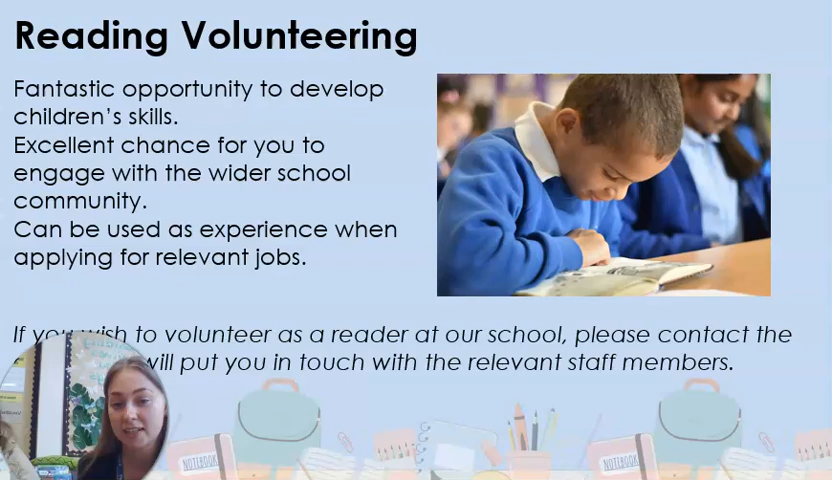 Reading Volunteering
Fantastic opportunity to develop
children's skills.
Excellent chance for you to
engage with the wider school
community.
Can be used as experience when
applying for relevant jobs.
If you wish to volunteer as a reader at our school, please contact the
will put you in touch with the relevant staff members.
NOTEBOOK
NOTEBOOK